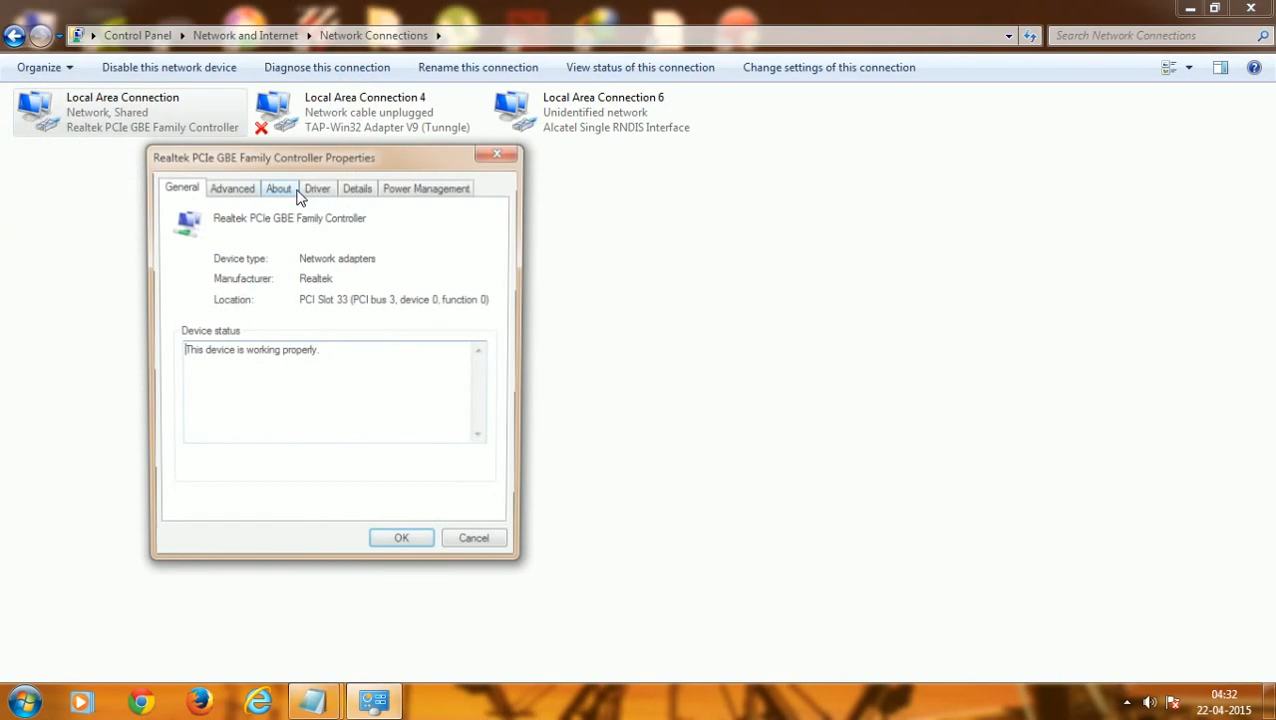 Control Panel Network and Internet Network Connections
Search Network Connections
Organize Disable this network device Diagnose this connection Rename this connection View status of this connection Change settings of this connection
Local Area Connection
Network, Shared
Realtek PCIe GBE Family Controller
Local Area Connection 4
Network cable unplugged
TAP-Win32 Adapter V9 (Tunngle)
Local Area Connection 6
Unidentified network
Alcatel Single RNDIS Interface
Realtek PCIe GBE Family Controller Properties
General Advanced About Driver Details Power Management
Realtek PCIe GBE Family Controller
Device type: Network adapters
Manufacturer: Realtek
Location: PCI Slot 33 (PCI bus 3, device 0, function 0)
Device status
This device is working properly.
OK Cancel
04:32
22-04-2015